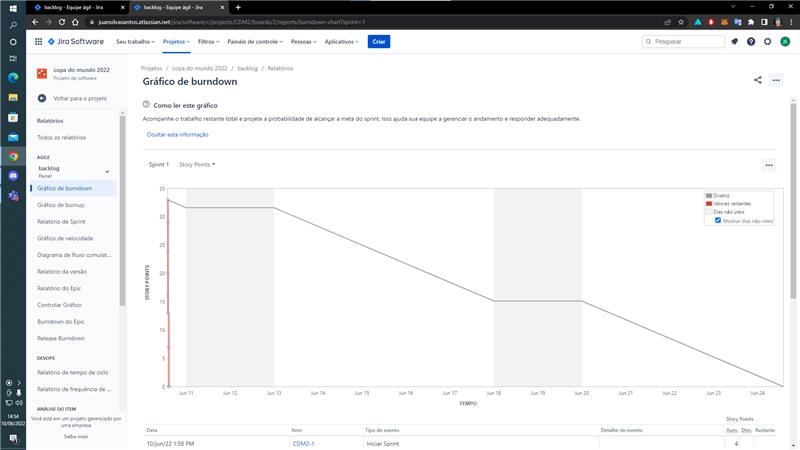 backlog - Equipe ágil - Jira
backlog - Equipe ágil - Jira
juansilvasantos.atlassian.net/jira/software/c/projects/CDM2/boards/2/reports/burndown-chart?sprint=1
Jira Software
Seu trabalho
Projetos
Filtros
Painéis de controle
Pessoas
Aplicativos
Criar
Pesquisar
JS
copa do mundo 2022
Projeto de software
Voltar para o projeto
Relatórios
Todos os relatórios
ÁGILE
backlog
Painel
Gráfico de burndown
Gráfico de burnup
Relatório de Sprint
Gráfico de velocidade
Diagrama de fluxo cumulat...
Relatório da versão
Relatório do Epic
Controlar Gráfico
Burndown do Epic
Release Burndown
DEVOPS
Relatório de tempo de ciclo
Relatório de frequência de ...
ANÁLISE DO ITEM
Você está em um projeto gerenciado por uma empresa
Saiba mais
Projetos / copa do mundo 2022 / backlog / Relatórios
Gráfico de burndown
Como ler este gráfico
Acompanhe o trabalho restante total e projete a probabilidade de alcançar a meta do sprint. Isso ajuda sua equipe a gerenciar o andamento e responder adequadamente.
Ocultar esta informação
Sprint 1
Story Points
Diretriz
Valores restantes
Dias não úteis
Mostrar dias não-úteis
STORY POINTS
35
30
25
20
15
10
5
0
Jun 11
Jun 12
Jun 13
Jun 14
Jun 15
Jun 16
Jun 17
Jun 18
Jun 19
Jun 20
Jun 21
Jun 22
Jun 23
Jun 24
TEMPO
Story Points
Data
Item
Tipo de evento
Detalhe do evento
Aum.
Dim.
Restante
10/jun/22 1:58 PM
CDM2-1
Iniciar Sprint
4
14:54
10/06/2022